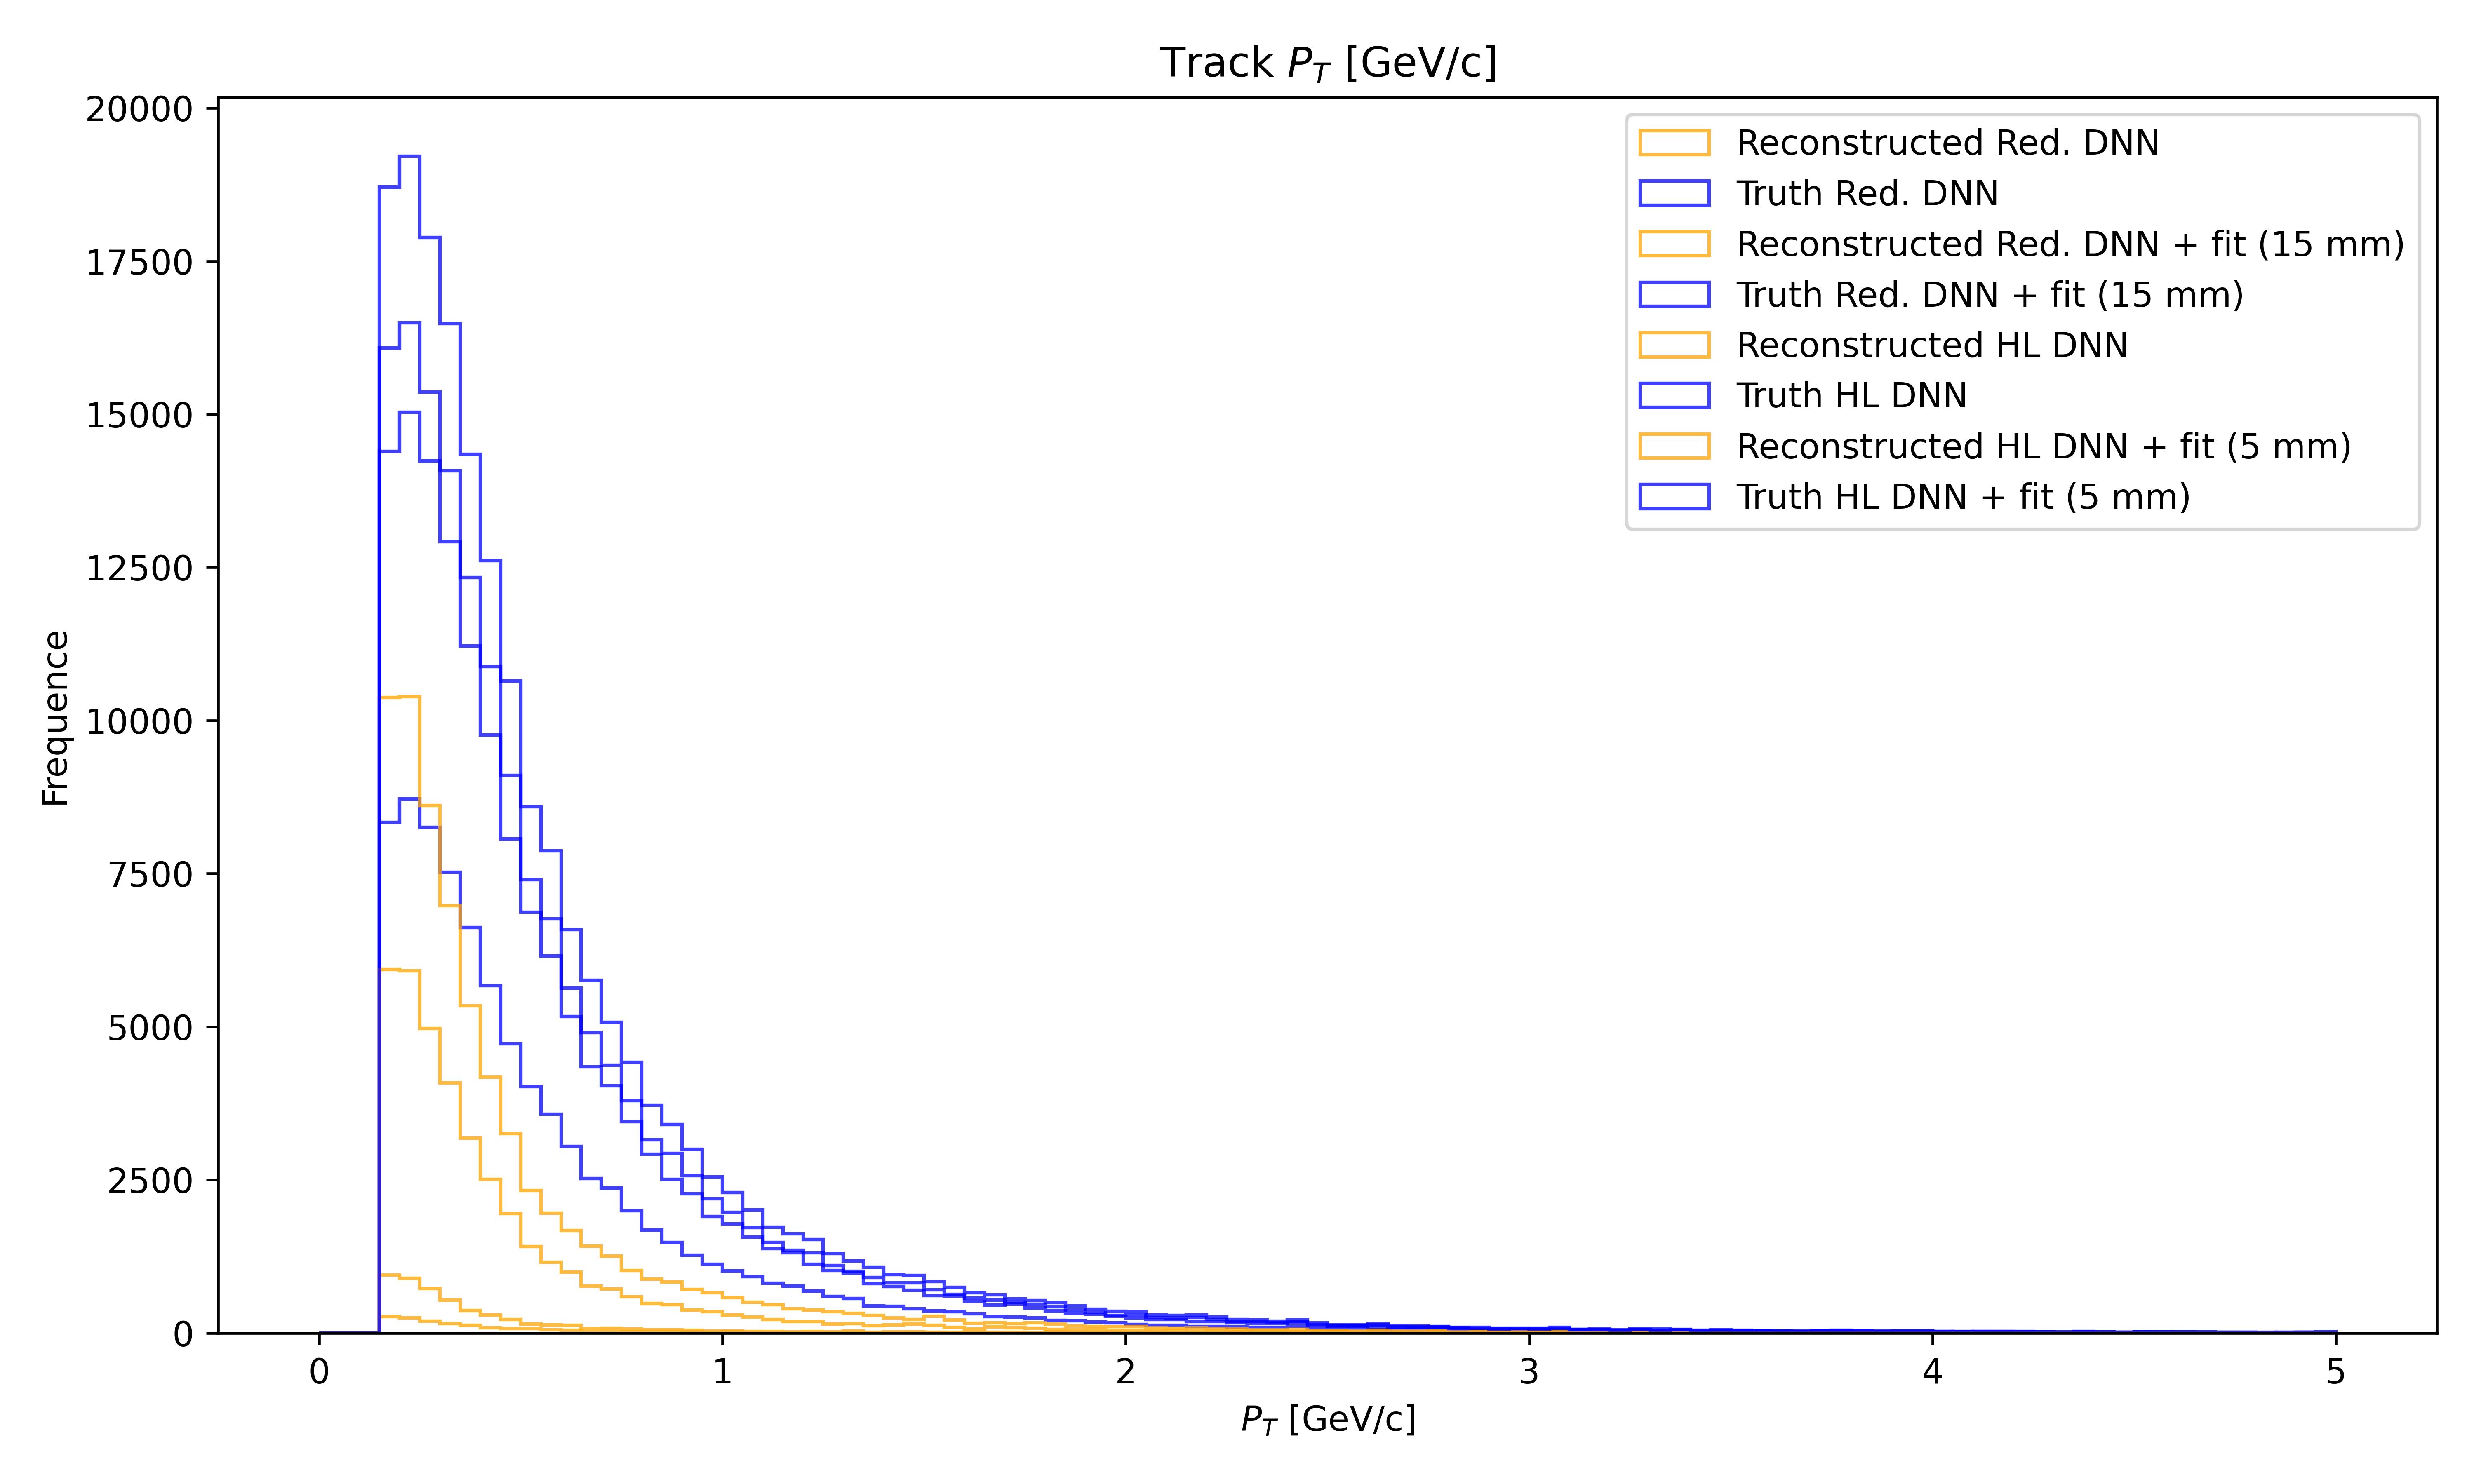 Track P_T [GeV/c]
20000
17500
15000
12500
10000
7500
5000
2500
0
Frequence
Reconstructed Red. DNN
Truth Red. DNN
Reconstructed Red. DNN + fit (15 mm)
Truth Red. DNN + fit (15 mm)
Reconstructed HL DNN
Truth HL DNN
Reconstructed HL DNN + fit (5 mm)
Truth HL DNN + fit (5 mm)
0 1 2 3 4 5
P_T [GeV/c]